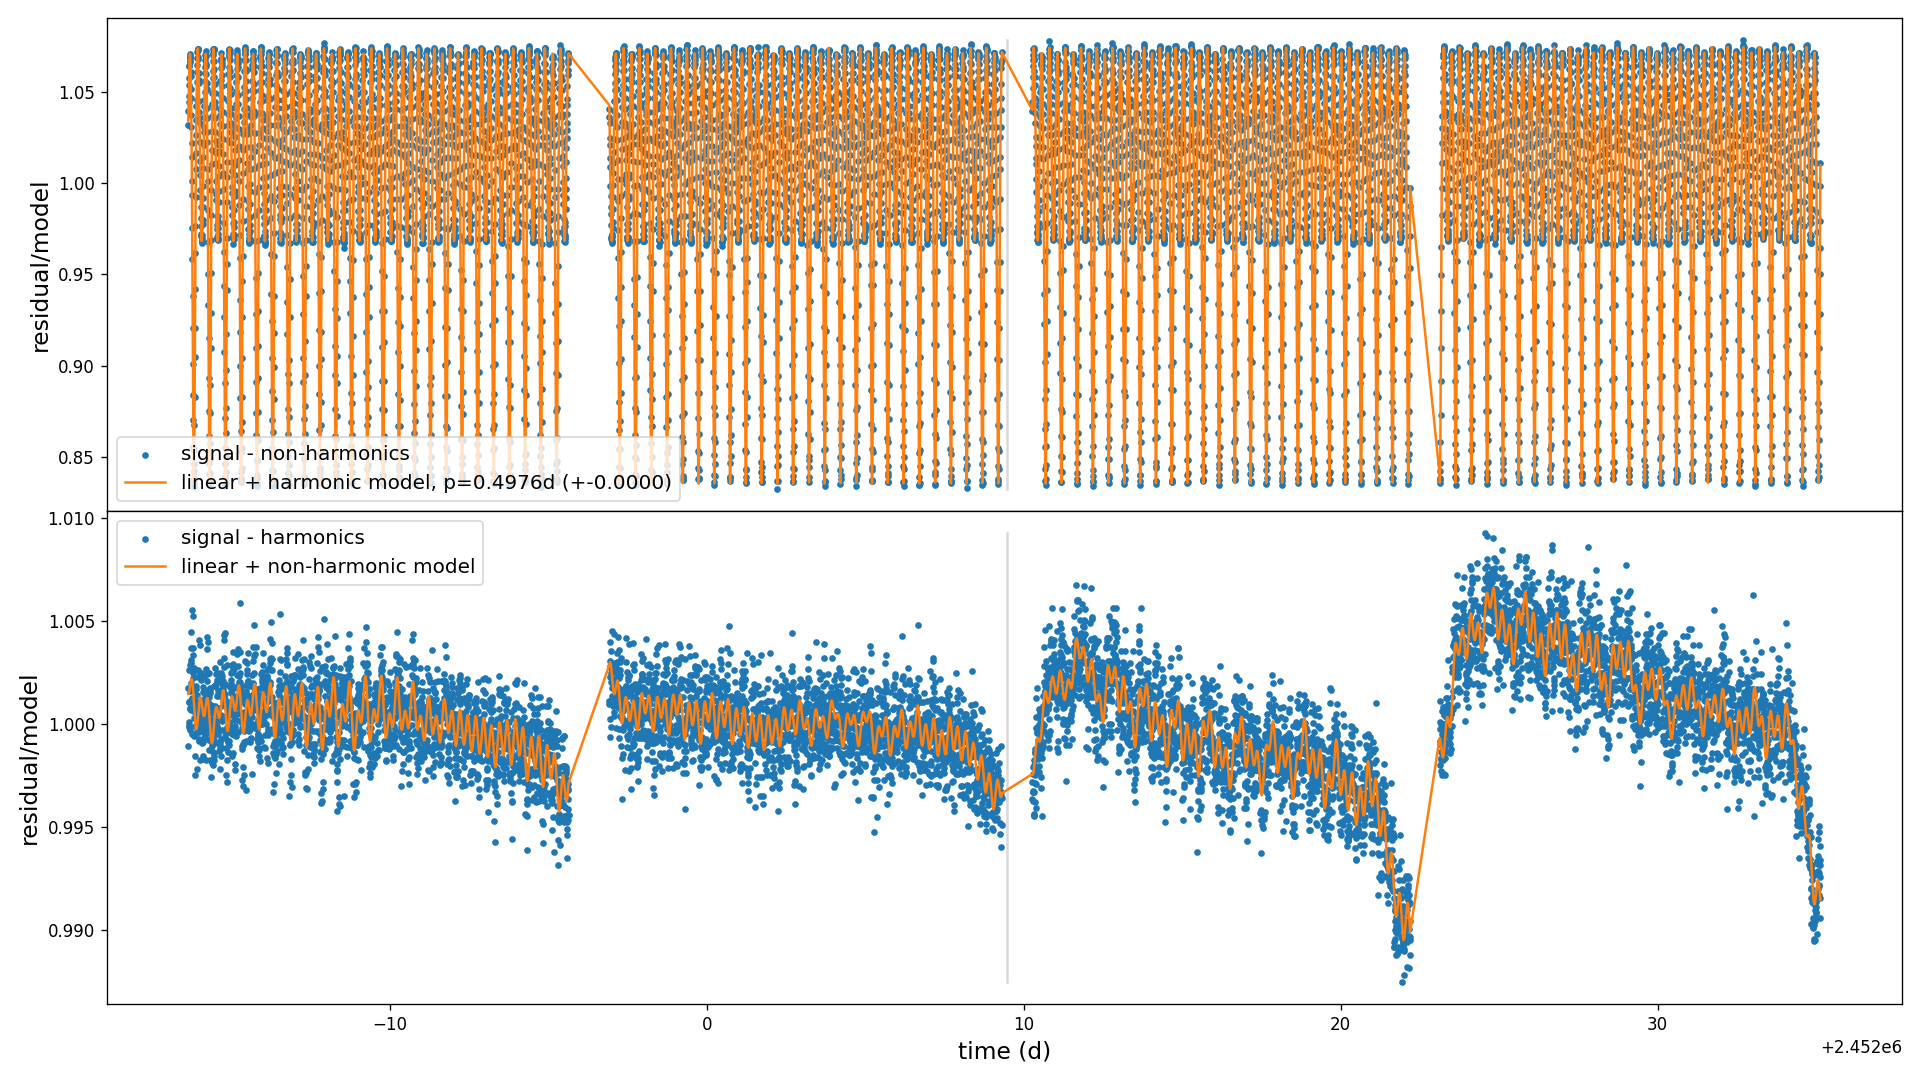 1.05
1.00
0.95
0.90
0.85
residual/model
signal - non-harmonics
linear + harmonic model, p=0.4976d (+-0.0000)
1.010
1.005
1.000
0.995
0.990
residual/model
signal - harmonics
linear + non-harmonic model
−10
0
10
20
30
time (d)
+2.452e6